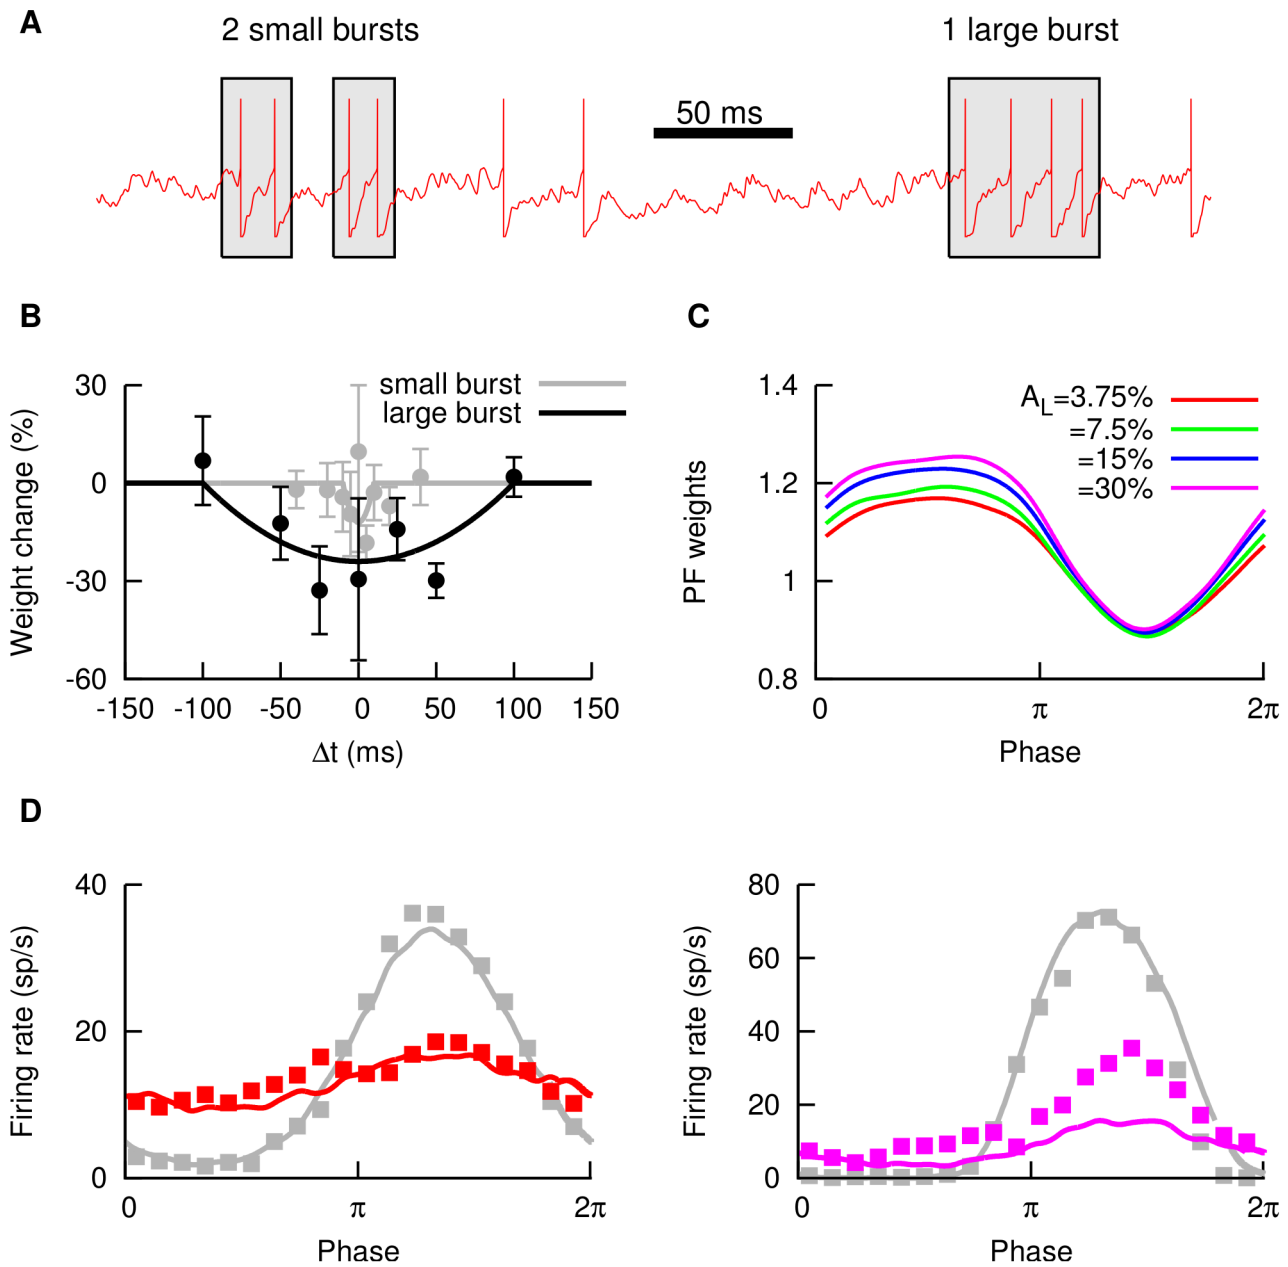 A
2 small bursts
1 large burst
50 ms
B
small burst
large burst
30
0
-30
-60
Weight change (%)
-150 -100 -50 0 50 100 150
Δt (ms)
C
A_L=3.75%
=7.5%
=15%
=30%
1.4
1.2
1
0.8
PF weights
0 π 2π
Phase
D
40
20
0
Firing rate (sp/s)
0 π 2π
Phase
80
60
40
20
0
Firing rate (sp/s)
0 π 2π
Phase